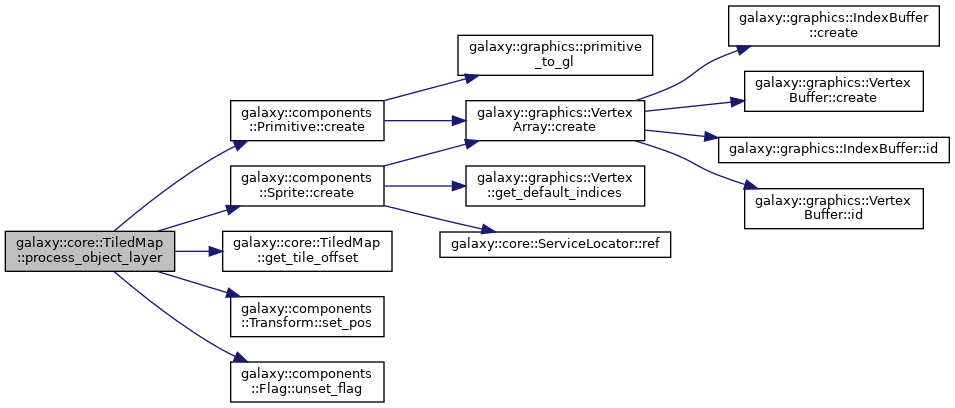 galaxy::core::TiledMap
::process_object_layer
galaxy::components
::Primitive::create
galaxy::graphics::primitive
_to_gl
galaxy::graphics::Vertex
Array::create
galaxy::graphics::IndexBuffer
::create
galaxy::graphics::Vertex
Buffer::create
galaxy::graphics::IndexBuffer::id
galaxy::graphics::Vertex
Buffer::id
galaxy::components
::Sprite::create
galaxy::graphics::Vertex
::get_default_indices
galaxy::core::ServiceLocator::ref
galaxy::core::TiledMap
::get_tile_offset
galaxy::components
::Transform::set_pos
galaxy::components
::Flag::unset_flag